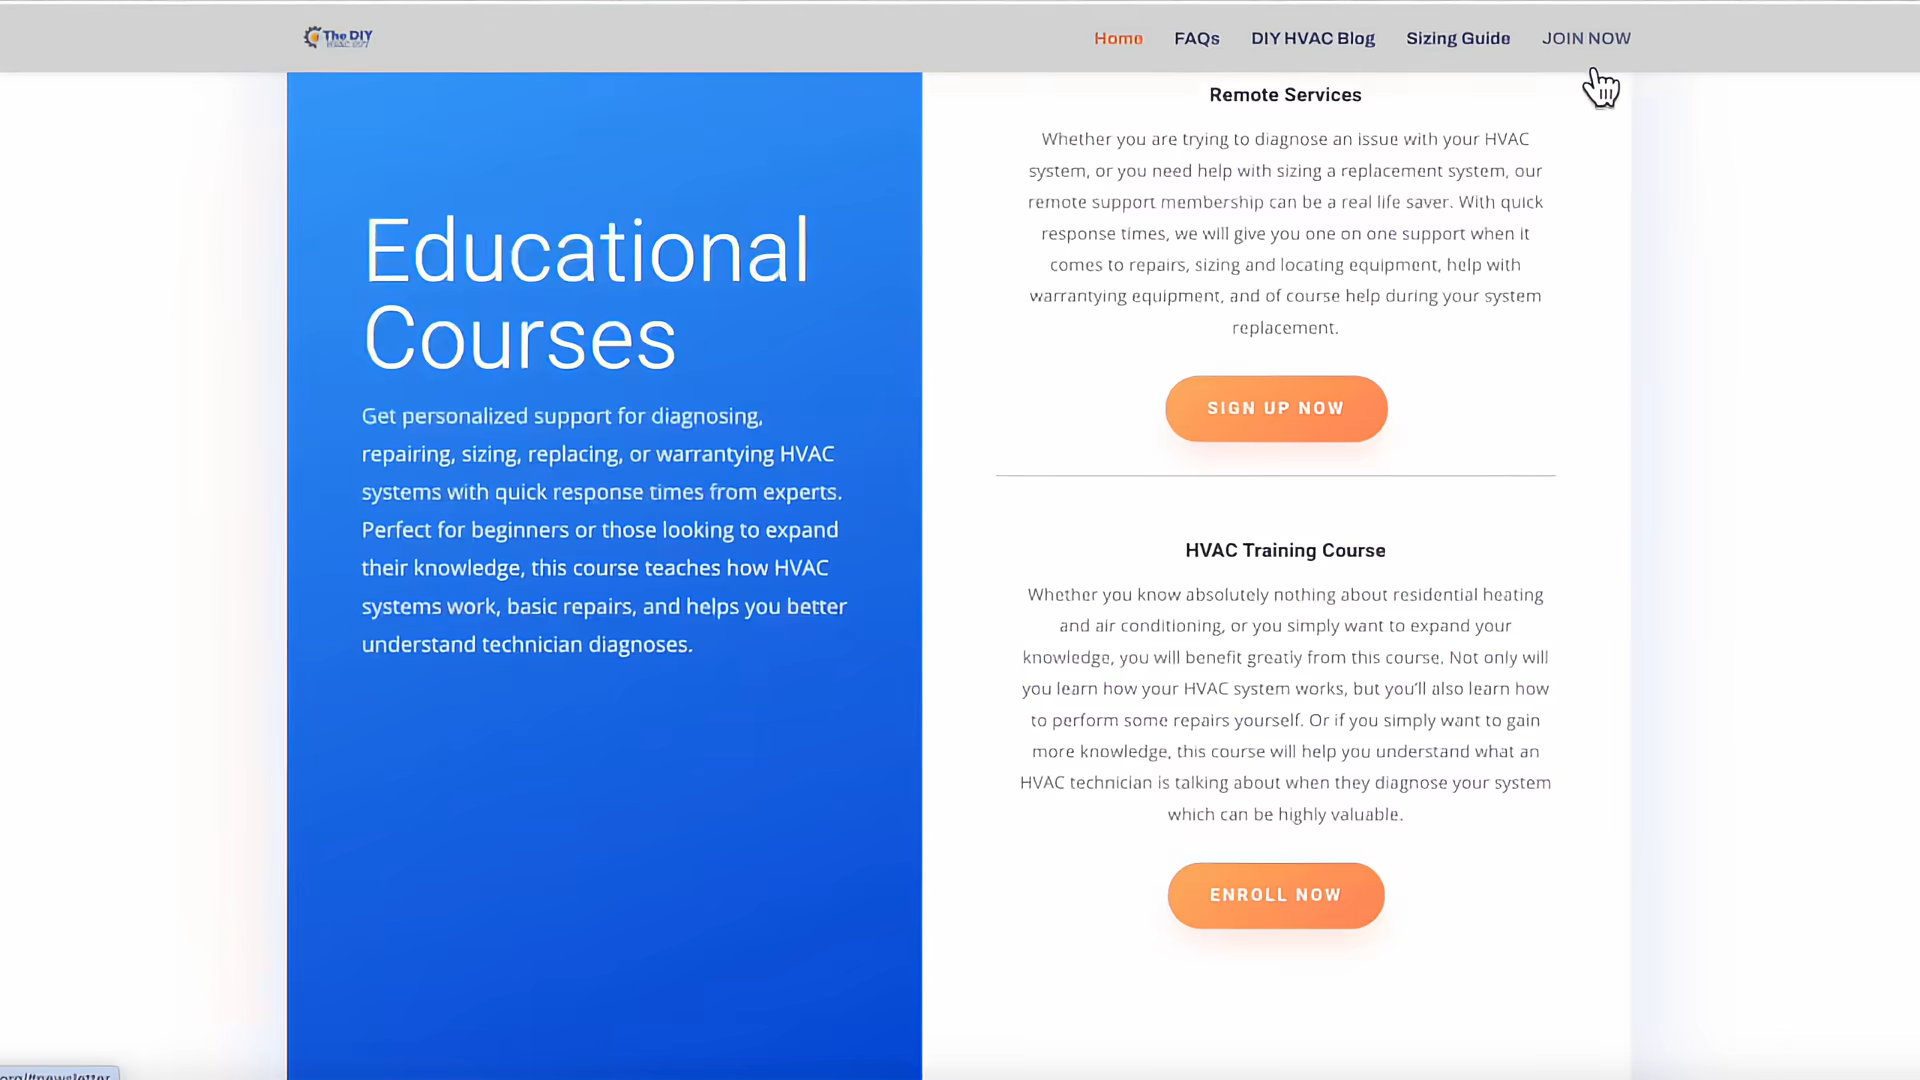 The DIY
Home
FAQs
DIY HVAC Blog
Sizing Guide
JOIN NOW
Educational
Courses
Get personalized support for diagnosing,
repairing, sizing, replacing, or warrantying HVAC
systems with quick response times from experts.
Perfect for beginners or those looking to expand
their knowledge, this course teaches how HVAC
systems work, basic repairs, and helps you better
understand technician diagnoses.
Remote Services
Whether you are trying to diagnose an issue with your HVAC
system, or you need help with sizing a replacement system, our
remote support membership can be a real life saver. With quick
response times, we will give you one on one support when it
comes to repairs, sizing and locating equipment, help with
warrantying equipment, and of course help during your system
replacement.
SIGN UP NOW
HVAC Training Course
Whether you know absolutely nothing about residential heating
and air conditioning, or you simply want to expand your
knowledge, you will benefit greatly from this course. Not only will
you learn how your HVAC system works, but you'll also learn how
to perform some repairs yourself. Or if you simply want to gain
more knowledge, this course will help you understand what an
HVAC technician is talking about when they diagnose your system
which can be highly valuable.
ENROLL NOW
org/#newsletter